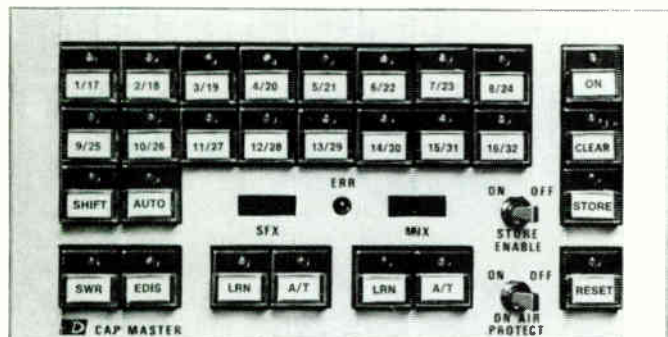 1/17 2/18 3/19 4/20 5/21 6/22 7/23 8/24 ON
9/25 10/26 11/27 12/28 13/29 14/30 15/31 16/32 CLEAR
ERR
ON OFF
SHIFT AUTO STORE
SFX MIX
STORE
ENABLE
ON OFF
SWR EDIS LRN A/T LRN A/T RESET
ON AIR
PROTECT
D CAP MASTER